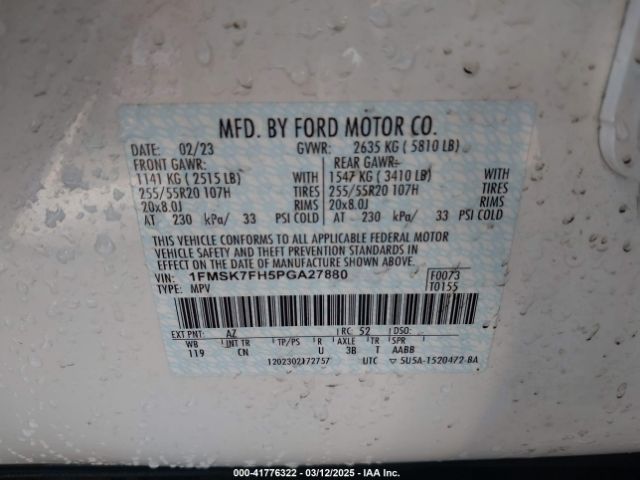 MFD. BY FORD MOTOR CO.
DATE: 02/23 GVWR: 2635 KG ( 5810 LB)
FRONT GAWR: REAR GAWR:
1141 KG ( 2515 LB) WITH 1547 KG ( 3410 LB) WITH
255/55R20 107H TIRES 255/55R20 107H TIRES
20x8.0J RIMS 20x8.0J RIMS
AT 230 kPa/ 33 PSI COLD AT 230 kPa/ 33 PSI COLD
THIS VEHICLE CONFORMS TO ALL APPLICABLE FEDERAL MOTOR
VEHICLE SAFETY AND THEFT PREVENTION STANDARDS IN
EFFECT ON THE DATE OF MANUFACTURE SHOWN ABOVE.
VIN: 1FMSK7FH5PGA27880 F0073
TYPE: MPV T0155
EXT PNT: AZ RC: 52 DSO:
WB INT TR TP/PS R AXLE TR SPR
119 CN U 3B T AABB
1202302172757 UTC 5U5A-1520472-BA
000-41776322 - 03/12/2025 - IAA Inc.